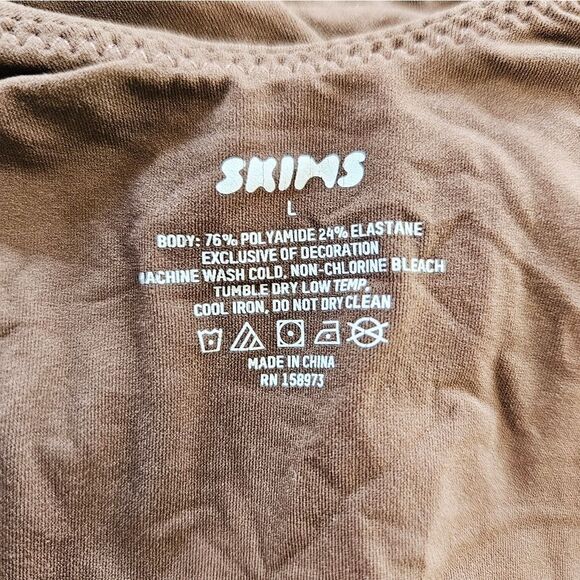 SKIMS
L
BODY: 76% POLYAMIDE 24% ELASTANE
EXCLUSIVE OF DECORATION
MACHINE WASH COLD, NON-CHLORINE BLEACH
TUMBLE DRY LOW TEMP,
COOL IRON, DO NOT DRY CLEAN
MADE IN CHINA
RN 158973